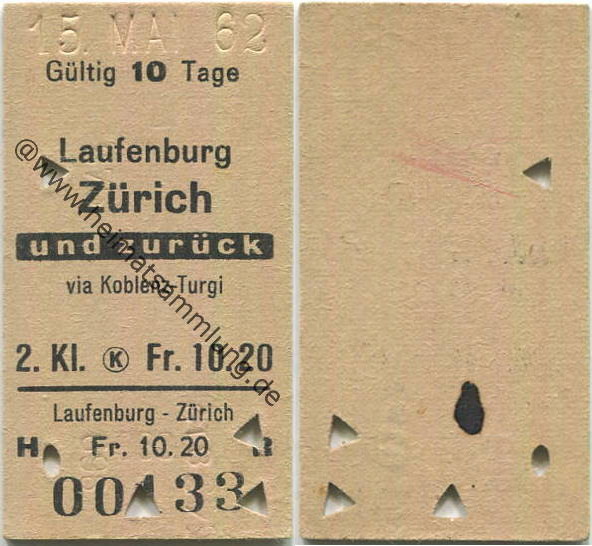 15. MAI 62
Gültig 10 Tage
Laufenburg
Zürich
und zurück
via Koblenz-Turgi
2. Kl. K Fr. 10.20
Laufenburg - Zürich
H Fr. 10.20 R
00133
@www.heimatsammlung.de